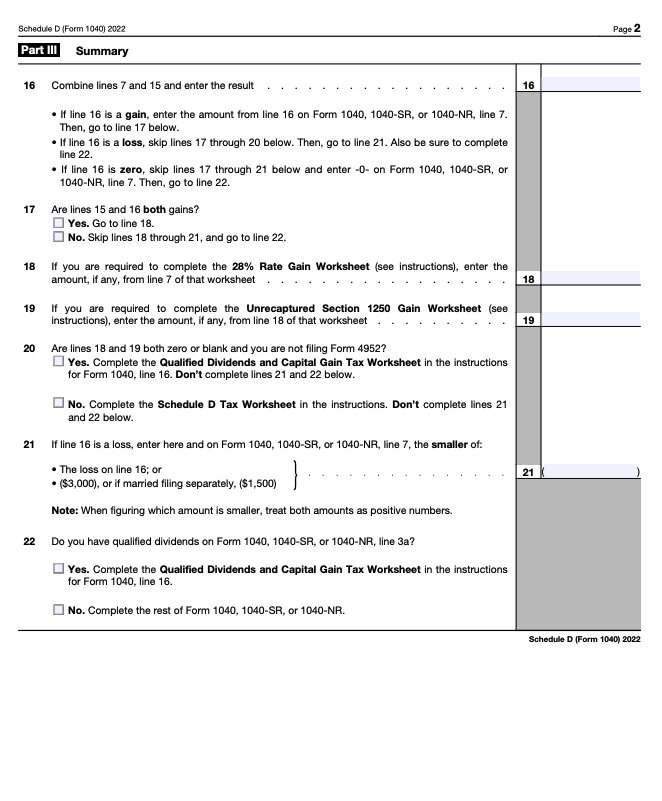 Schedule D (Form 1040) 2022 Page 2
Part III Summary
16 Combine lines 7 and 15 and enter the result . . . . . . . . . . . . . . . . . 16
• If line 16 is a gain, enter the amount from line 16 on Form 1040, 1040-SR, or 1040-NR, line 7.
Then, go to line 17 below.
• If line 16 is a loss, skip lines 17 through 20 below. Then, go to line 21. Also be sure to complete
line 22.
• If line 16 is zero, skip lines 17 through 21 below and enter -0- on Form 1040, 1040-SR, or
1040-NR, line 7. Then, go to line 22.
17 Are lines 15 and 16 both gains?
Yes. Go to line 18.
No. Skip lines 18 through 21, and go to line 22.
18 If you are required to complete the 28% Rate Gain Worksheet (see instructions), enter the
amount, if any, from line 7 of that worksheet . . . . . . . . . . . . . . . . . 18
19 If you are required to complete the Unrecaptured Section 1250 Gain Worksheet (see
instructions), enter the amount, if any, from line 18 of that worksheet . . . . . . . . . . 19
20 Are lines 18 and 19 both zero or blank and you are not filing Form 4952?
Yes. Complete the Qualified Dividends and Capital Gain Tax Worksheet in the instructions
for Form 1040, line 16. Don't complete lines 21 and 22 below.
No. Complete the Schedule D Tax Worksheet in the instructions. Don't complete lines 21
and 22 below.
21 If line 16 is a loss, enter here and on Form 1040, 1040-SR, or 1040-NR, line 7, the smaller of:
• The loss on line 16; or
• ($3,000), or if married filing separately, ($1,500) } . . . . . . . . . . . . . . . 21 ( )
Note: When figuring which amount is smaller, treat both amounts as positive numbers.
22 Do you have qualified dividends on Form 1040, 1040-SR, or 1040-NR, line 3a?
Yes. Complete the Qualified Dividends and Capital Gain Tax Worksheet in the instructions
for Form 1040, line 16.
No. Complete the rest of Form 1040, 1040-SR, or 1040-NR.
Schedule D (Form 1040) 2022